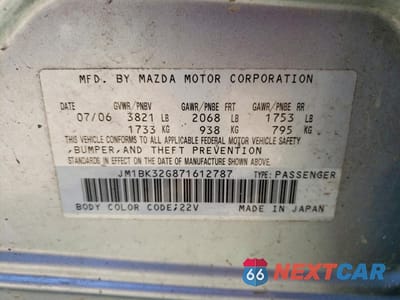 MFD. BY MAZDA MOTOR CORPORATION
DATE GVWR/PNBV GAWR/PNBE FRT GAWR/PNBE RR
07/06 3821 LB 2068 LB 1753 LB
1733 KG 938 KG 795 KG
THIS VEHICLE CONFORMS TO ALL APPLICABLE
FEDERAL MOTOR VEHICLE SAFETY
, BUMPER, AND THEFT PREVENTION
STANDARDS IN EFFECT ON THE DATE OF MANUFACTURE SHOWN ABOVE.
JM1BK32G871612787 TYPE: PASSENGER
BODY COLOR CODE;22V MADE IN JAPAN
66 NEXTCAR